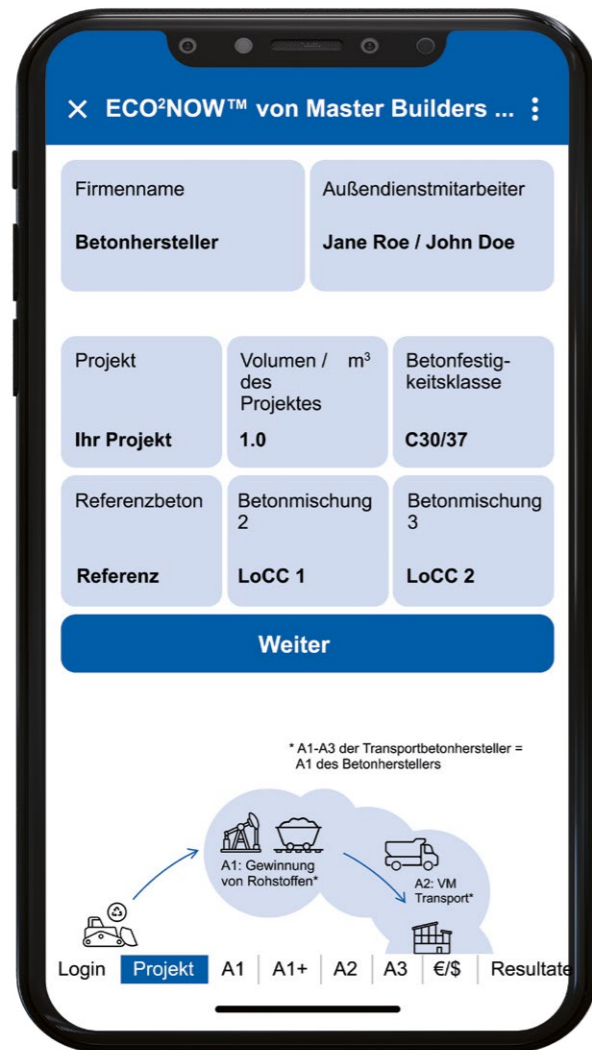 ECO²NOW™ von Master Builders ...
Firmenname
Betonhersteller
Außendienstmitarbeiter
Jane Roe / John Doe
Projekt
Ihr Projekt
Volumen / m³
des
Projektes
1.0
Betonfestig-
keitsklasse
C30/37
Referenzbeton
Referenz
Betonmischung
2
LoCC 1
Betonmischung
3
LoCC 2
Weiter
* A1-A3 der Transportbetonhersteller =
A1 des Betonherstellers
A1: Gewinnung
von Rohstoffen*
A2: VM
Transport*
Login Projekt A1 A1+ A2 A3 €/$ Resultate